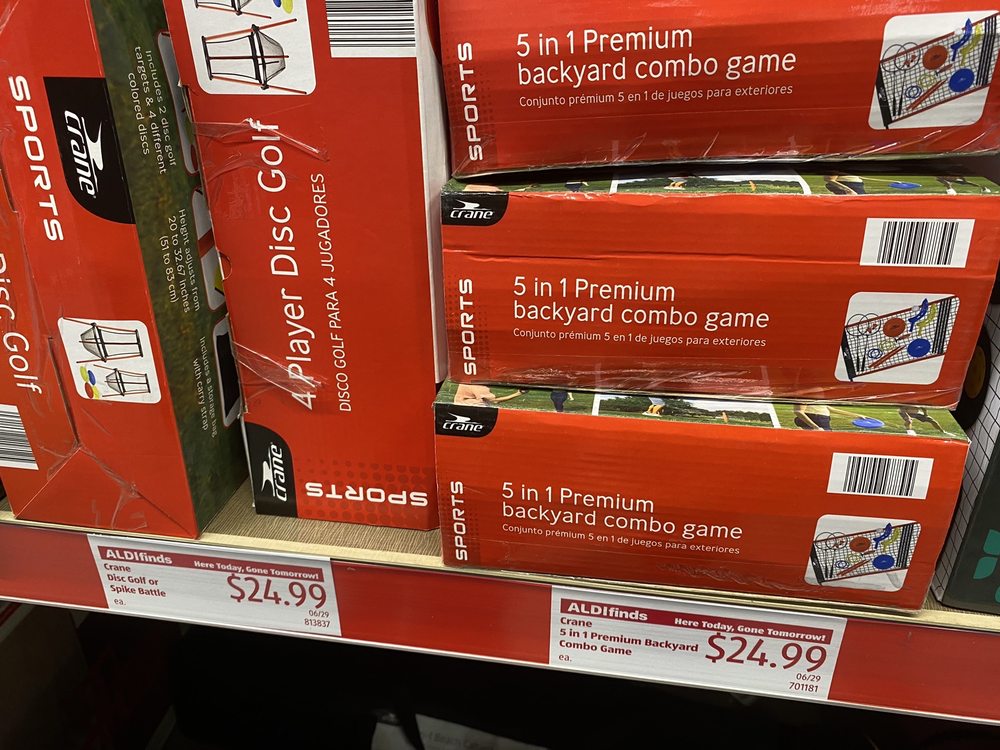 SPORTS
crane
Disc Golf
Includes 2 disc golf
targets & 4 different
colored discs
Height adjusts from
20 to 32.67 inches
(51 to 83 cm)
Includes a storage bag
with carry strap
4 Player Disc Golf
DISCO GOLF PARA 4 JUGADORES
crane
SPORTS
SPORTS
5 in 1 Premium
backyard combo game
Conjunto prémium 5 en 1 de juegos para exteriores
crane
SPORTS
5 in 1 Premium
backyard combo game
Conjunto prémium 5 en 1 de juegos para exteriores
crane
SPORTS
5 in 1 Premium
backyard combo game
Conjunto prémium 5 en 1 de juegos para exteriores
ALDIfinds Here Today, Gone Tomorrow!
Crane
Disc Golf or
Spike Battle
ea.
$24.99
06/29
813837
ALDIfinds Here Today, Gone Tomorrow!
Crane
5 in 1 Premium Backyard
Combo Game
ea.
$24.99
06/29
701181